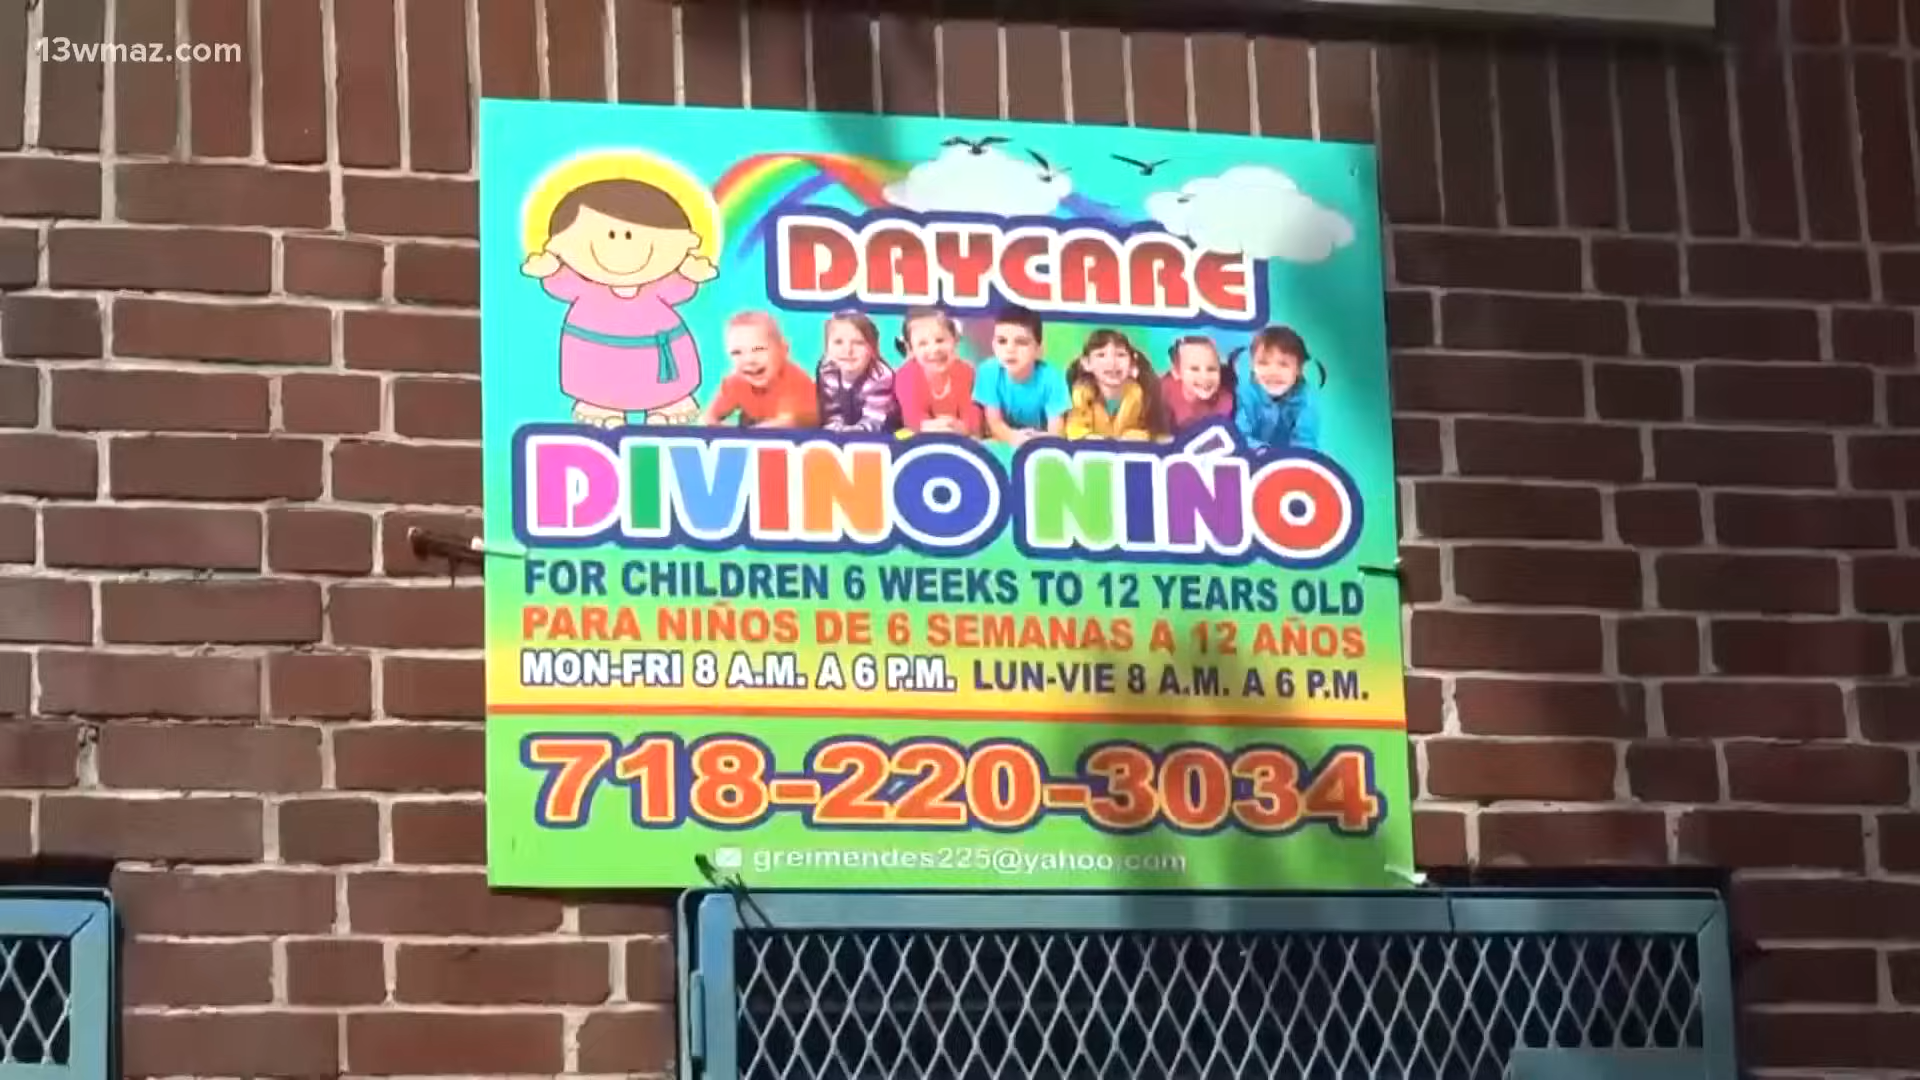 13wmaz.com
DAYCARE
DIVINO NIÑO
FOR CHILDREN 6 WEEKS TO 12 YEARS OLD
PARA NIÑOS DE 6 SEMANAS A 12 AÑOS
MON-FRI 8 A.M. A 6 P.M. LUN-VIE 8 A.M. A 6 P.M.
718-220-3034
greimendes225@yahoo.com